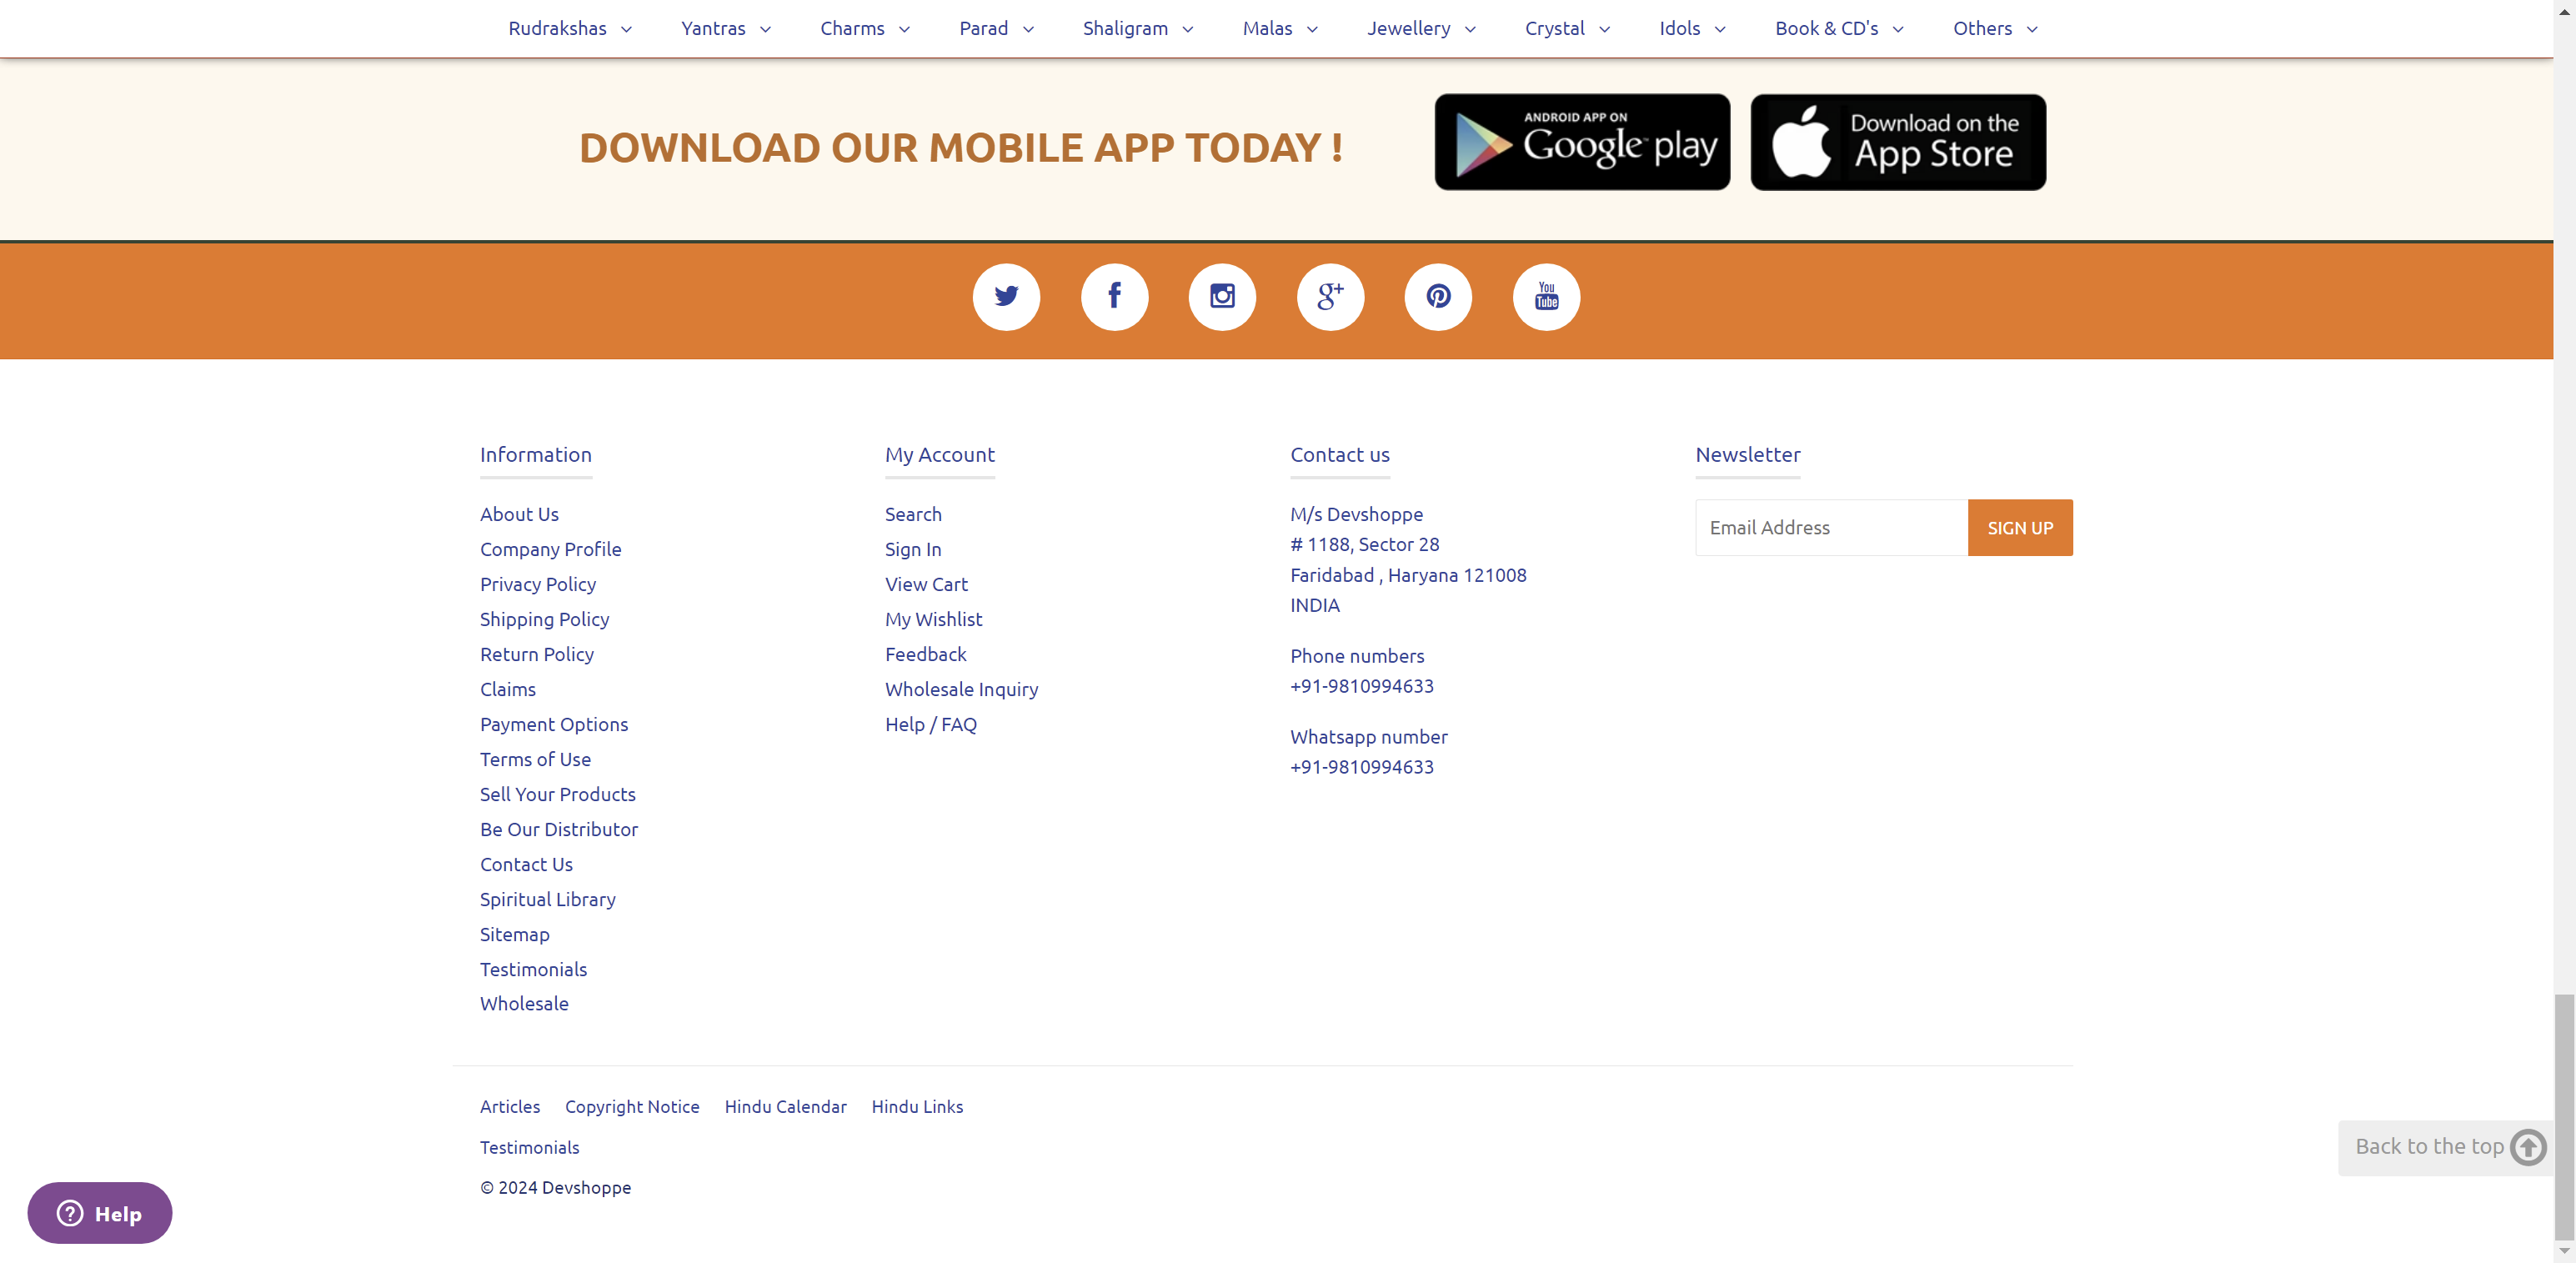 Rudrakshas Yantras Charms Parad Shaligram Malas Jewellery Crystal Idols Book & CD's Others
DOWNLOAD OUR MOBILE APP TODAY !
ANDROID APP ON
Google play
Download on the
App Store
g+
You
Tube
Information
About Us
Company Profile
Privacy Policy
Shipping Policy
Return Policy
Claims
Payment Options
Terms of Use
Sell Your Products
Be Our Distributor
Contact Us
Spiritual Library
Sitemap
Testimonials
Wholesale
My Account
Search
Sign In
View Cart
My Wishlist
Feedback
Wholesale Inquiry
Help / FAQ
Contact us
M/s Devshoppe
# 1188, Sector 28
Faridabad , Haryana 121008
INDIA
Phone numbers
+91-9810994633
Whatsapp number
+91-9810994633
Newsletter
Email Address SIGN UP
Articles Copyright Notice Hindu Calendar Hindu Links
Testimonials
© 2024 Devshoppe
Back to the top
Help